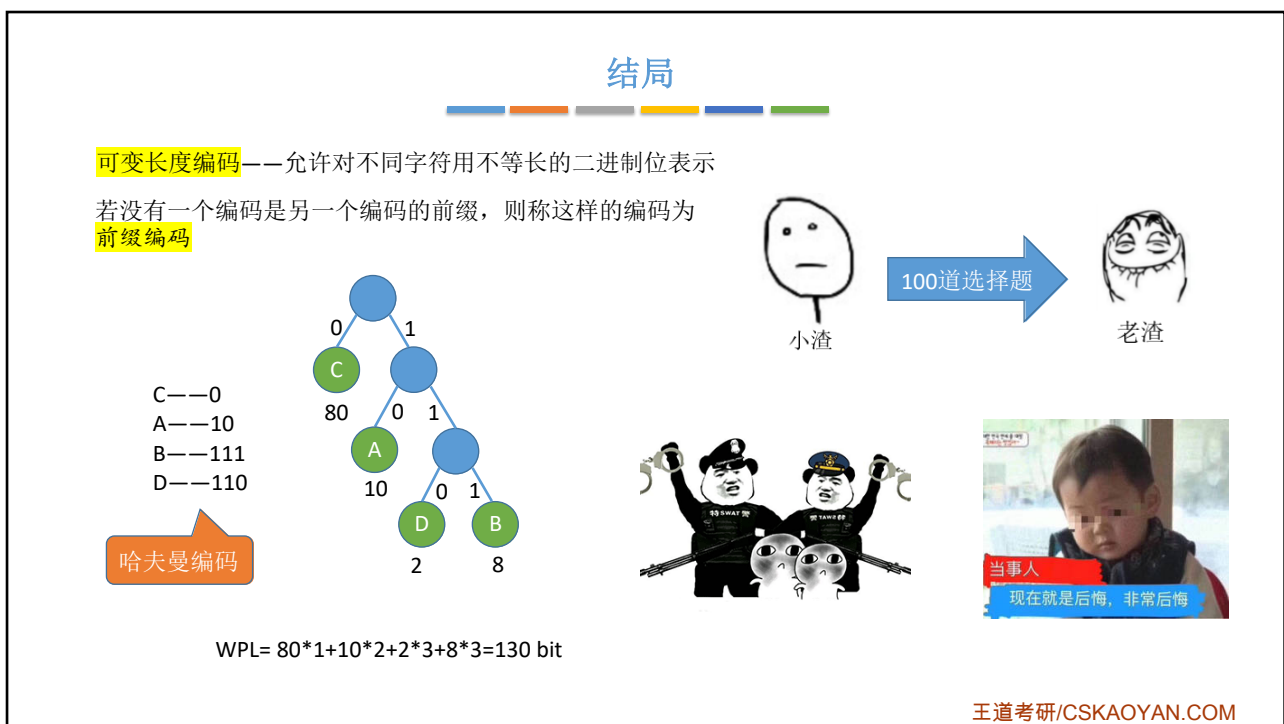 结局
可变长度编码——允许对不同字符用不等长的二进制位表示
若没有一个编码是另一个编码的前缀，则称这样的编码为
前缀编码
100道选择题
小渣
老渣
0
1
C
80
0
1
A
10
0
1
D
B
2
8
C——0
A——10
B——111
D——110
哈夫曼编码
SWAT
当事人
现在就是后悔，非常后悔
WPL= 80*1+10*2+2*3+8*3=130 bit
王道考研/CSKAOYAN.COM